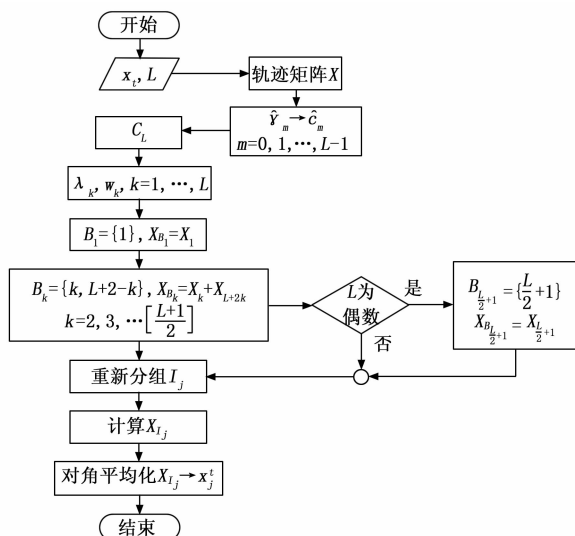 开始
x_t, L
轨迹矩阵X
γ̂_m→ĉ_m
m=0, 1, …, L-1
C_L
λ_k, w_k, k=1, …, L
B_1={1}, X_{B_1}=X_1
B_k={k, L+2-k}, X_{B_k}=X_k+X_{L+2k}
k=2, 3, …[(L+1)/2]
L为
偶数
是
否
B_{L/2+1}={L/2+1}
X_{B_{L/2+1}}=X_{L/2+1}
重新分组I_j
计算X_{I_j}
对角平均化X_{I_j}→x_j^t
结束